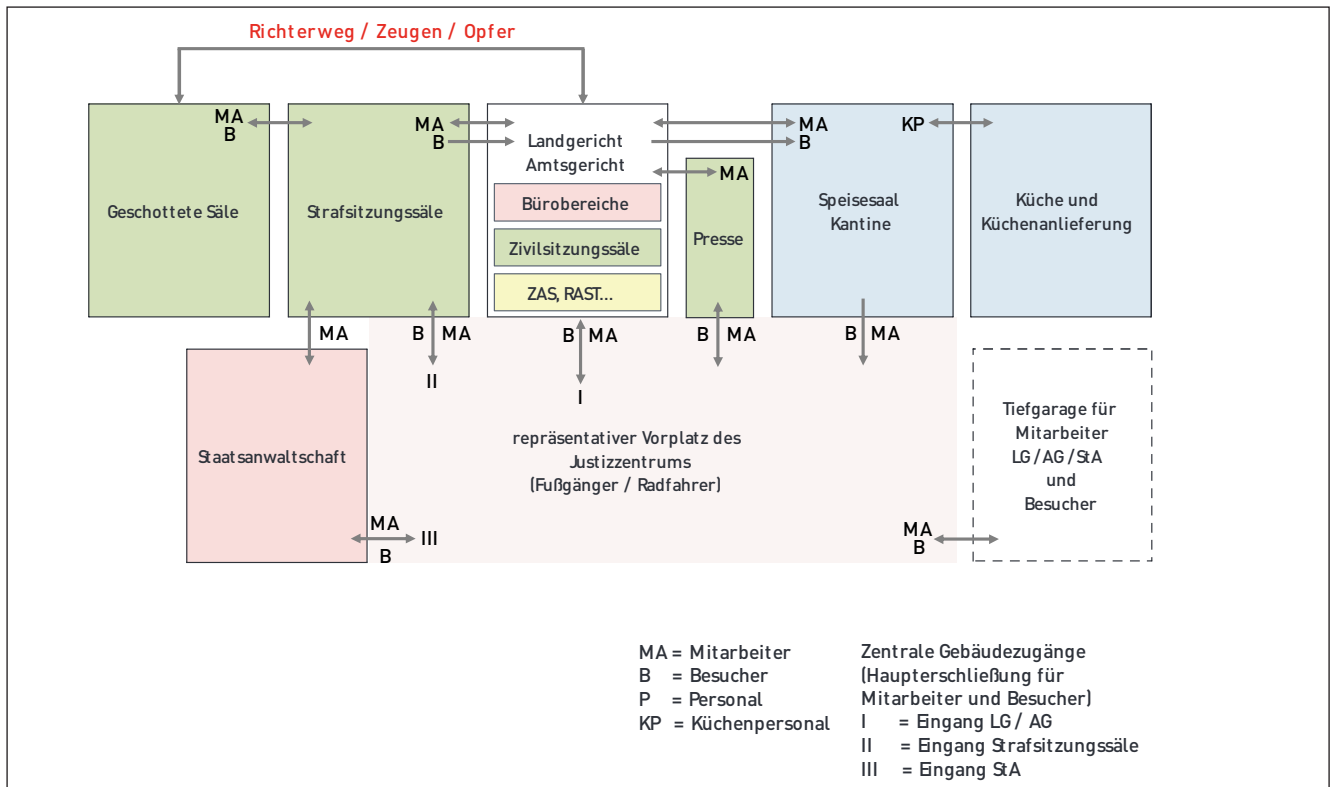 Richterweg / Zeugen / Opfer
MA
B
MA
B
MA
B
KP
Landgericht
Amtsgericht
MA
Geschottete Säle
Strafsitzungssäle
Bürobereiche
Zivilsitzungssäle
ZAS, RAST...
Presse
Speisesaal
Kantine
Küche und
Küchenanlieferung
MA
B MA
B MA
B MA
B MA
II
I
Staatsanwaltschaft
repräsentativer Vorplatz des
Justizzentrums
(Fußgänger / Radfahrer)
Tiefgarage für
Mitarbeiter
LG / AG / StA
und
Besucher
MA
B
III
MA
B
MA = Mitarbeiter
B = Besucher
P = Personal
KP = Küchenpersonal
Zentrale Gebäudezugänge
(Haupterschließung für
Mitarbeiter und Besucher)
I = Eingang LG / AG
II = Eingang Strafsitzungssäle
III = Eingang StA